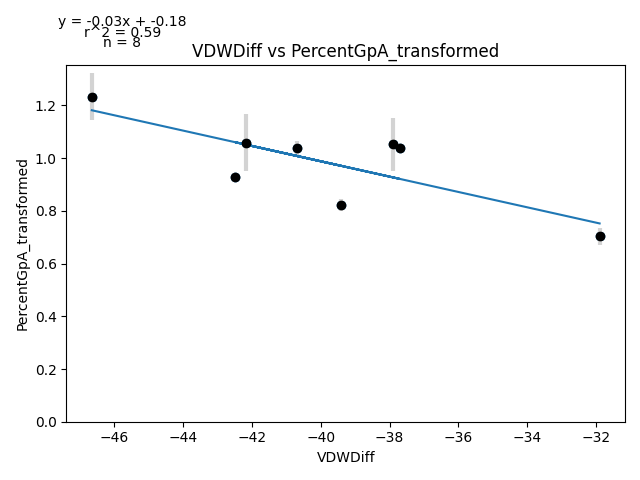 y = -0.03x + -0.18
r^2 = 0.59
n = 8
VDWDiff vs PercentGpA_transformed
PercentGpA_transformed
1.2
1.0
0.8
0.6
0.4
0.2
0.0
−46
−44
−42
−40
−38
−36
−34
−32
VDWDiff